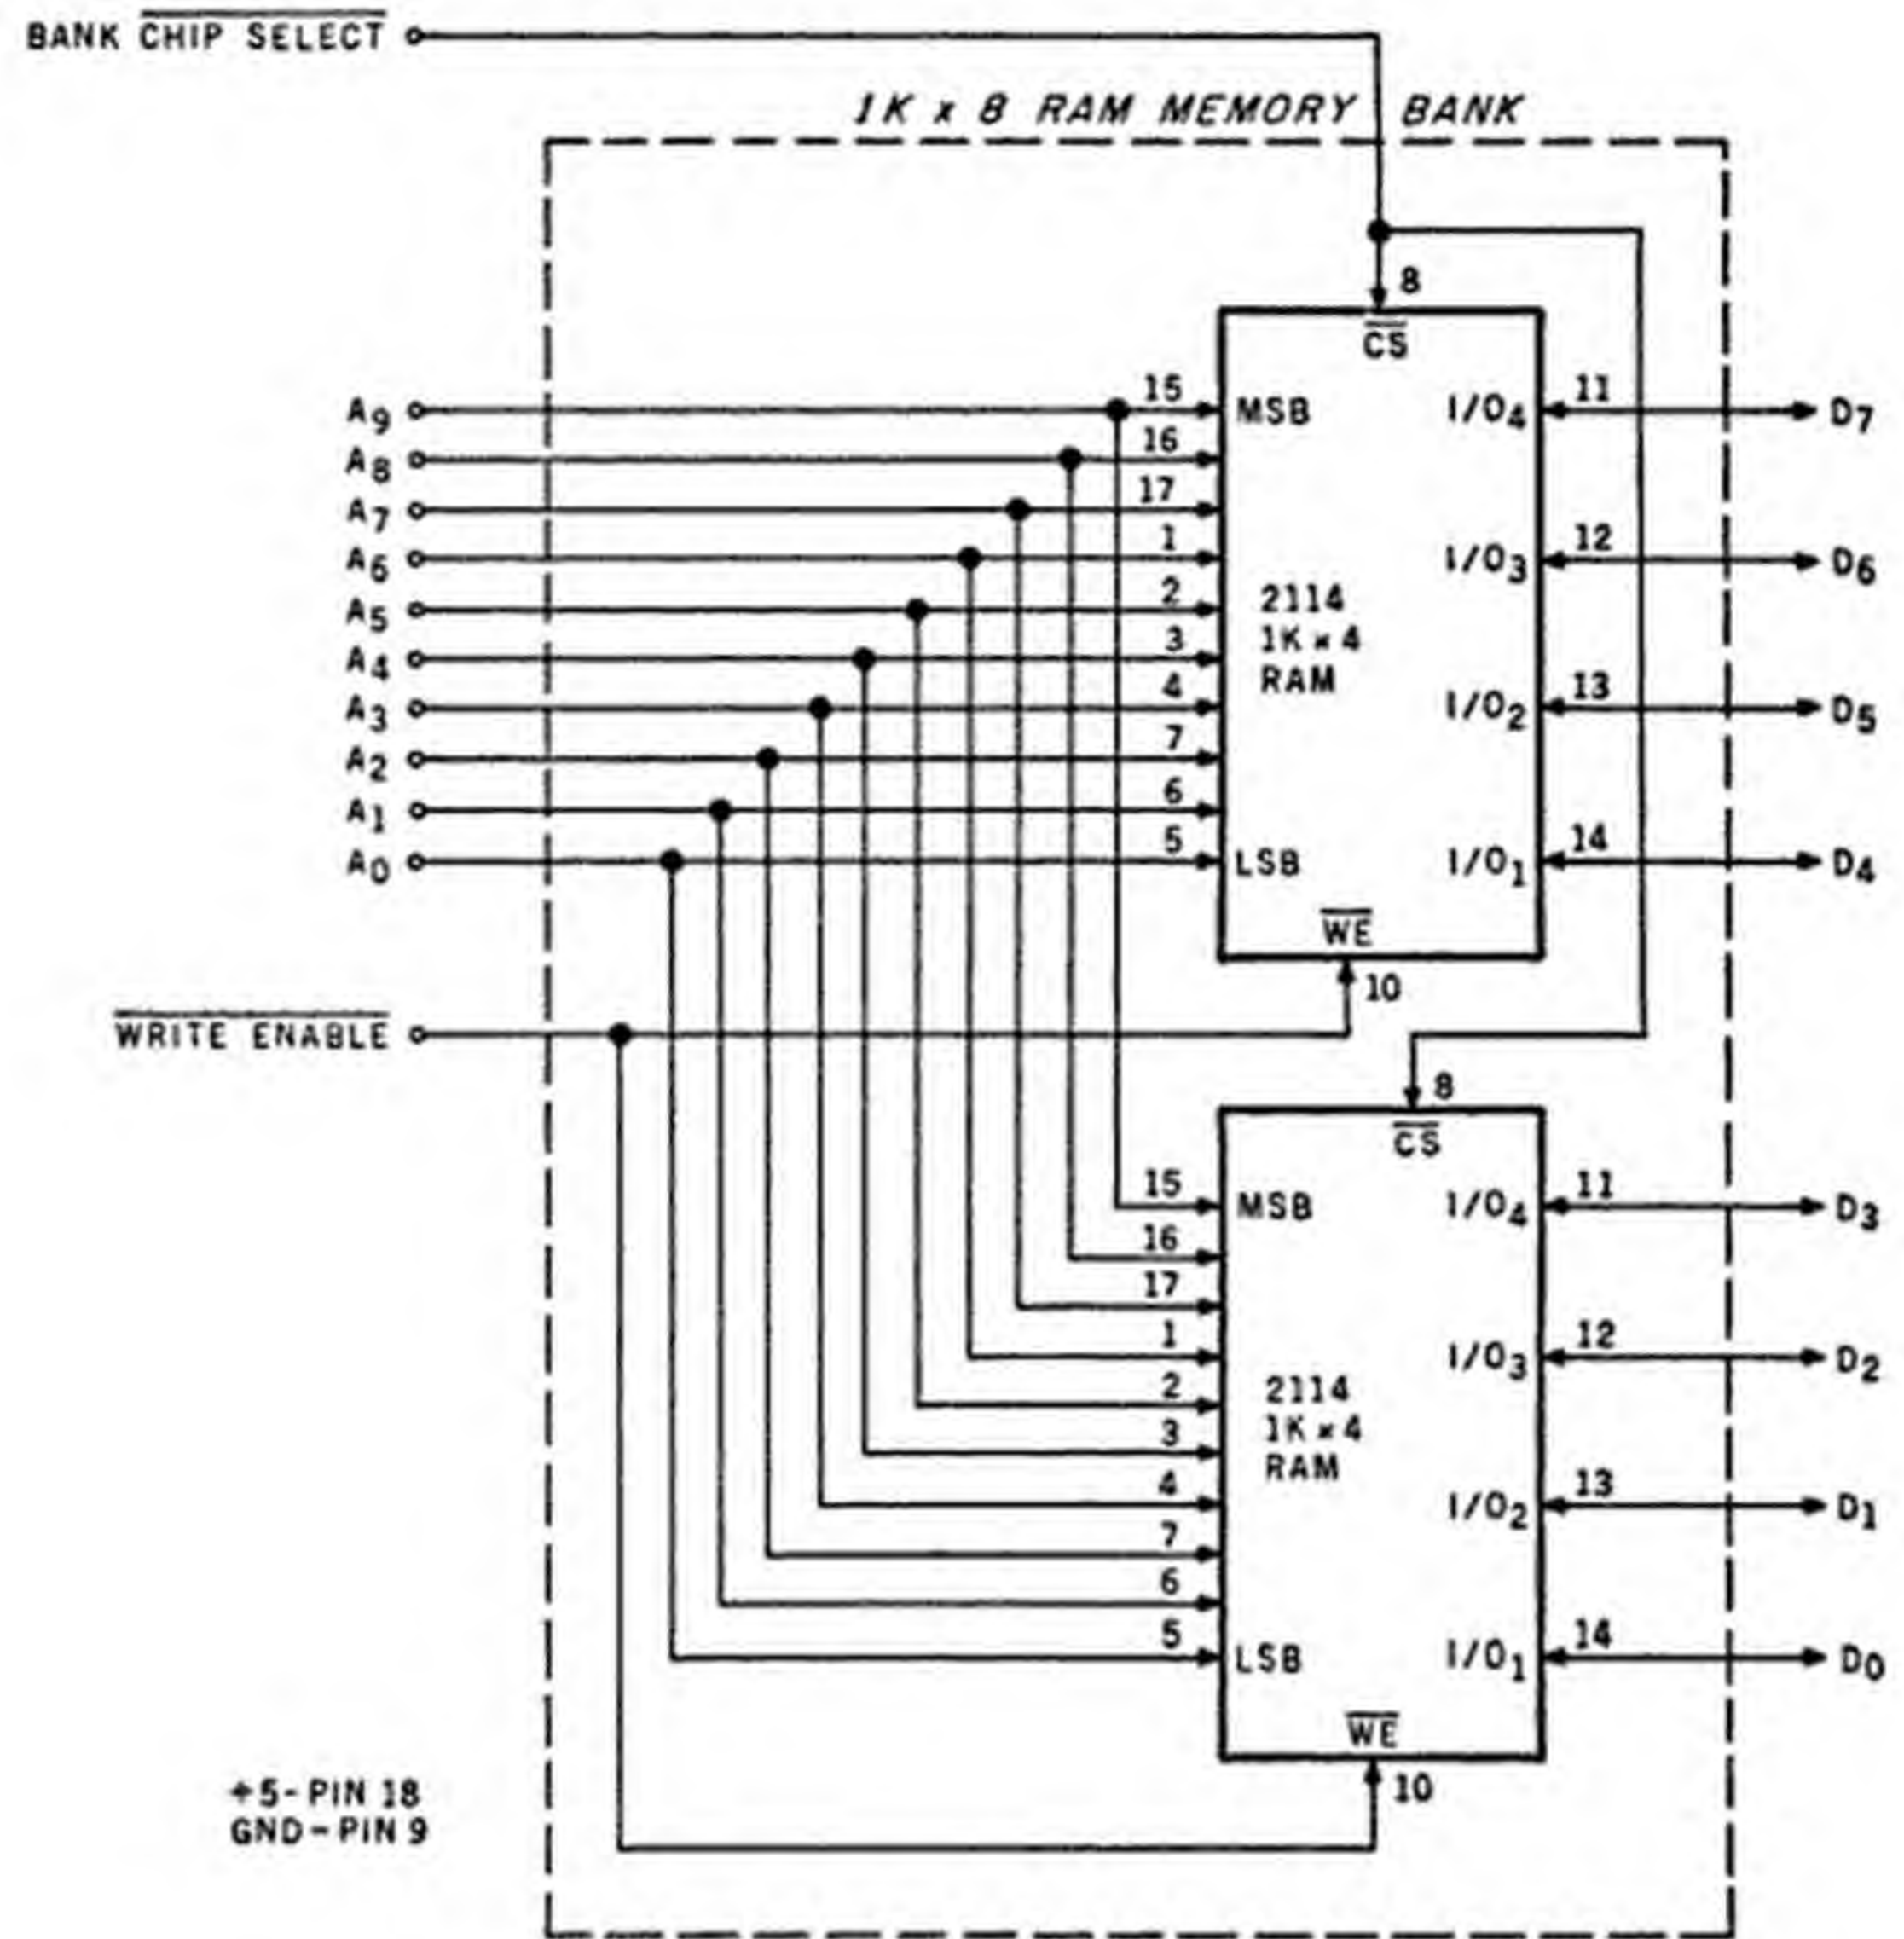 BANK CHIP SELECT
1K x 8 RAM MEMORY BANK
8
CS
A9 15 MSB I/O4 11 D7
A8 16
A7 17
A6 1 I/O3 12 D6
A5 2 2114
A4 3 1K x 4
RAM
A3 4 I/O2 13 D5
A2 7
A1 6
A0 5 LSB I/O1 14 D4
WE
10
WRITE ENABLE
8
CS
15 MSB I/O4 11 D3
16
17
1 I/O3 12 D2
2 2114
3 1K x 4
RAM
4 I/O2 13 D1
7
6
5 LSB I/O1 14 D0
WE
10
+5-PIN 18
GND-PIN 9